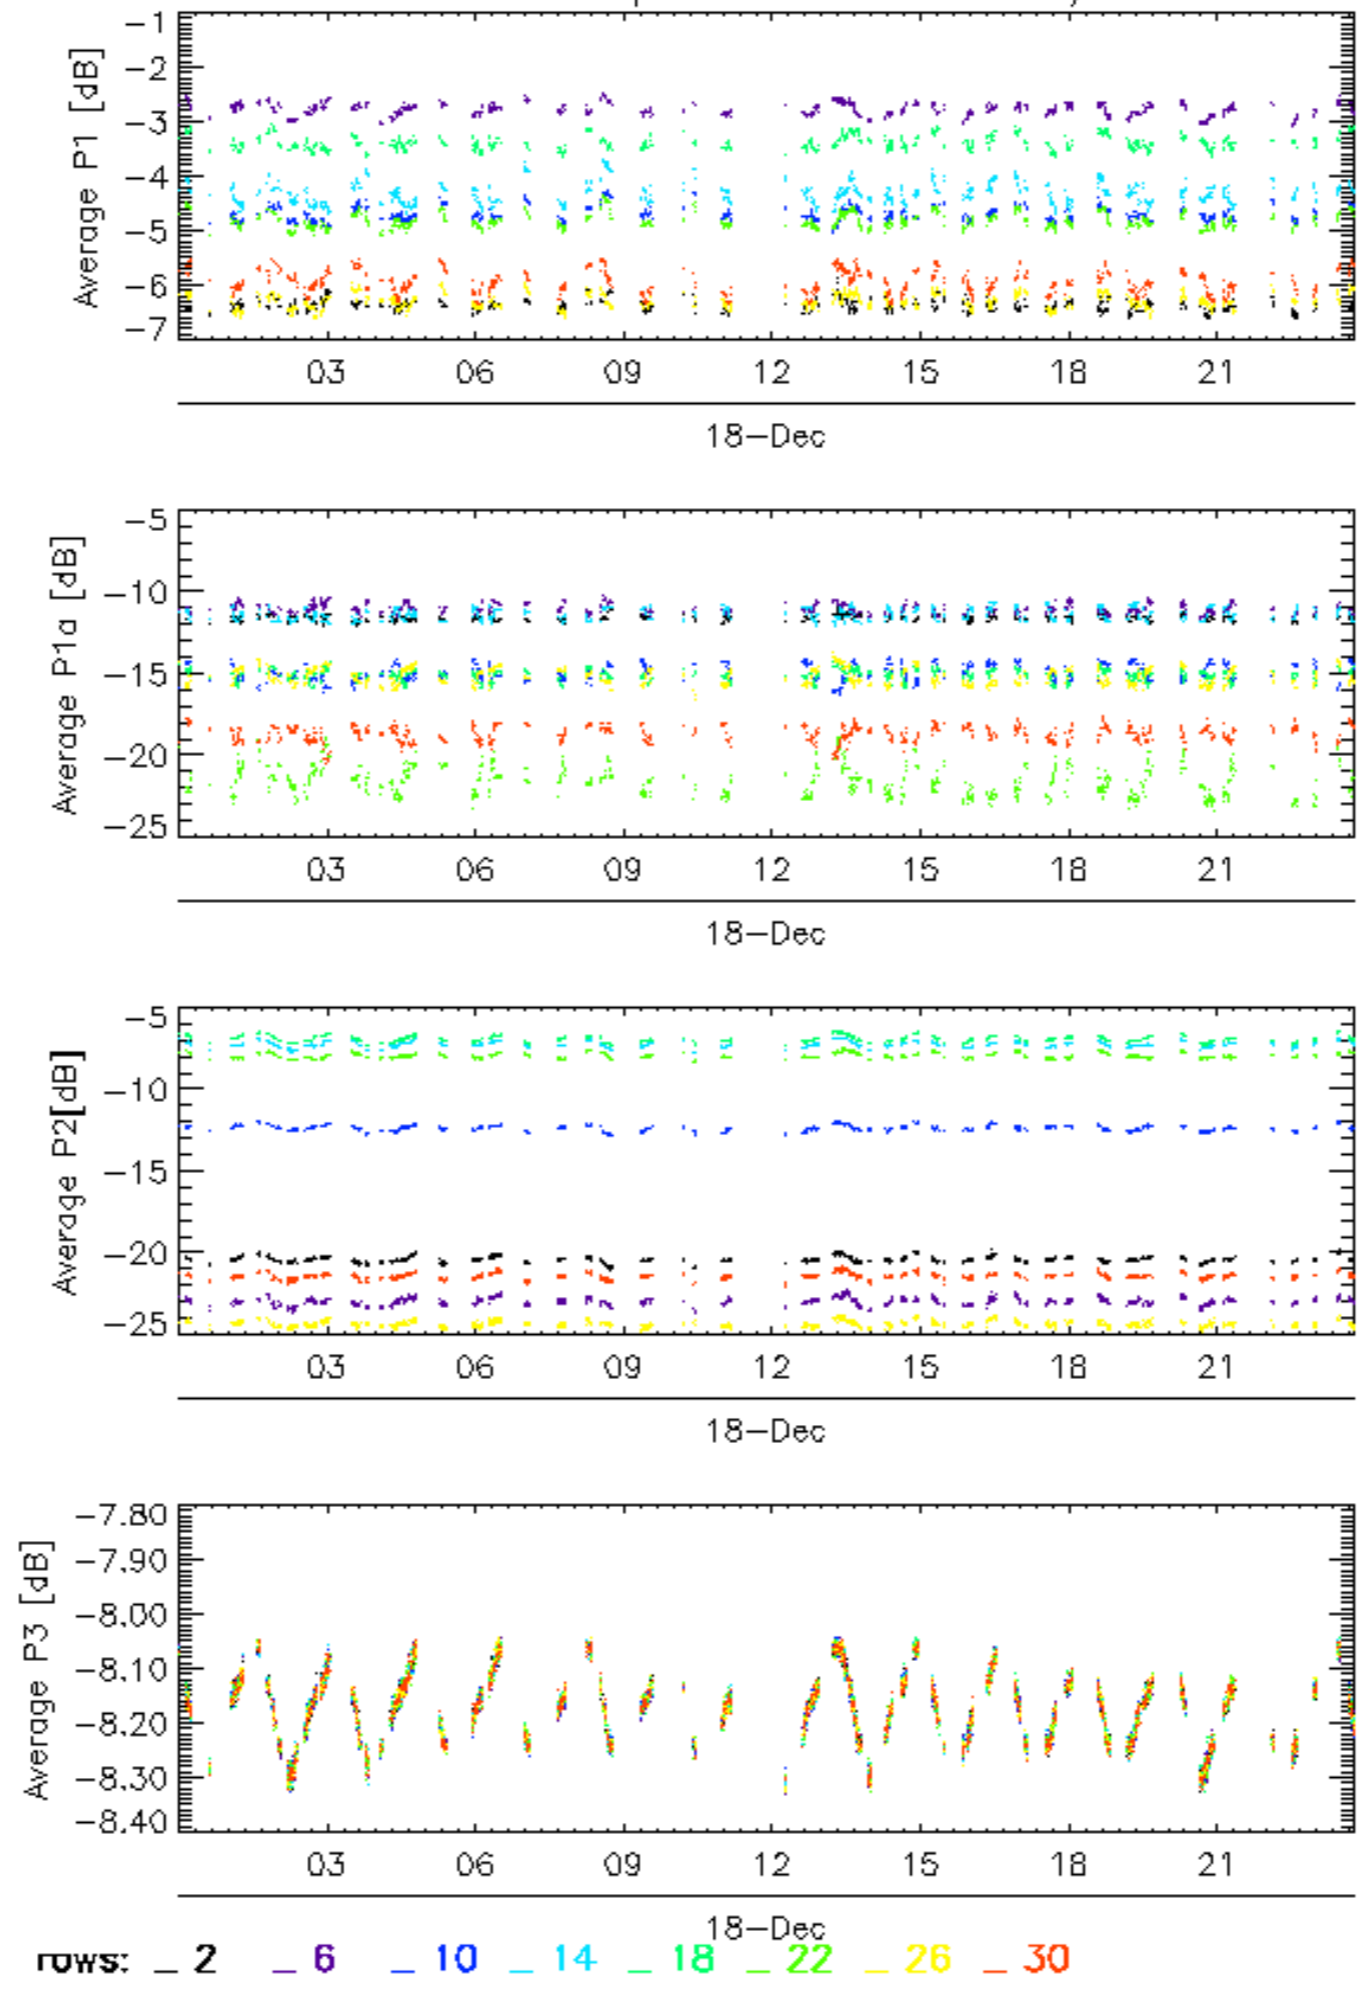 Average P1 [dB]
−1
−2
−3
−4
−5
−6
−7
03 06 09 12 15 18 21
18−Dec
Average P1a [dB]
−5
−10
−15
−20
−25
03 06 09 12 15 18 21
18−Dec
Average P2[dB]
−5
−10
−15
−20
−25
03 06 09 12 15 18 21
18−Dec
Average P3 [dB]
−7.80
−7.90
−8.00
−8.10
−8.20
−8.30
−8.40
03 06 09 12 15 18 21
18−Dec
rows: _ 2 _ 6 _ 10 _ 14 _ 18 _ 22 _ 26 _ 30